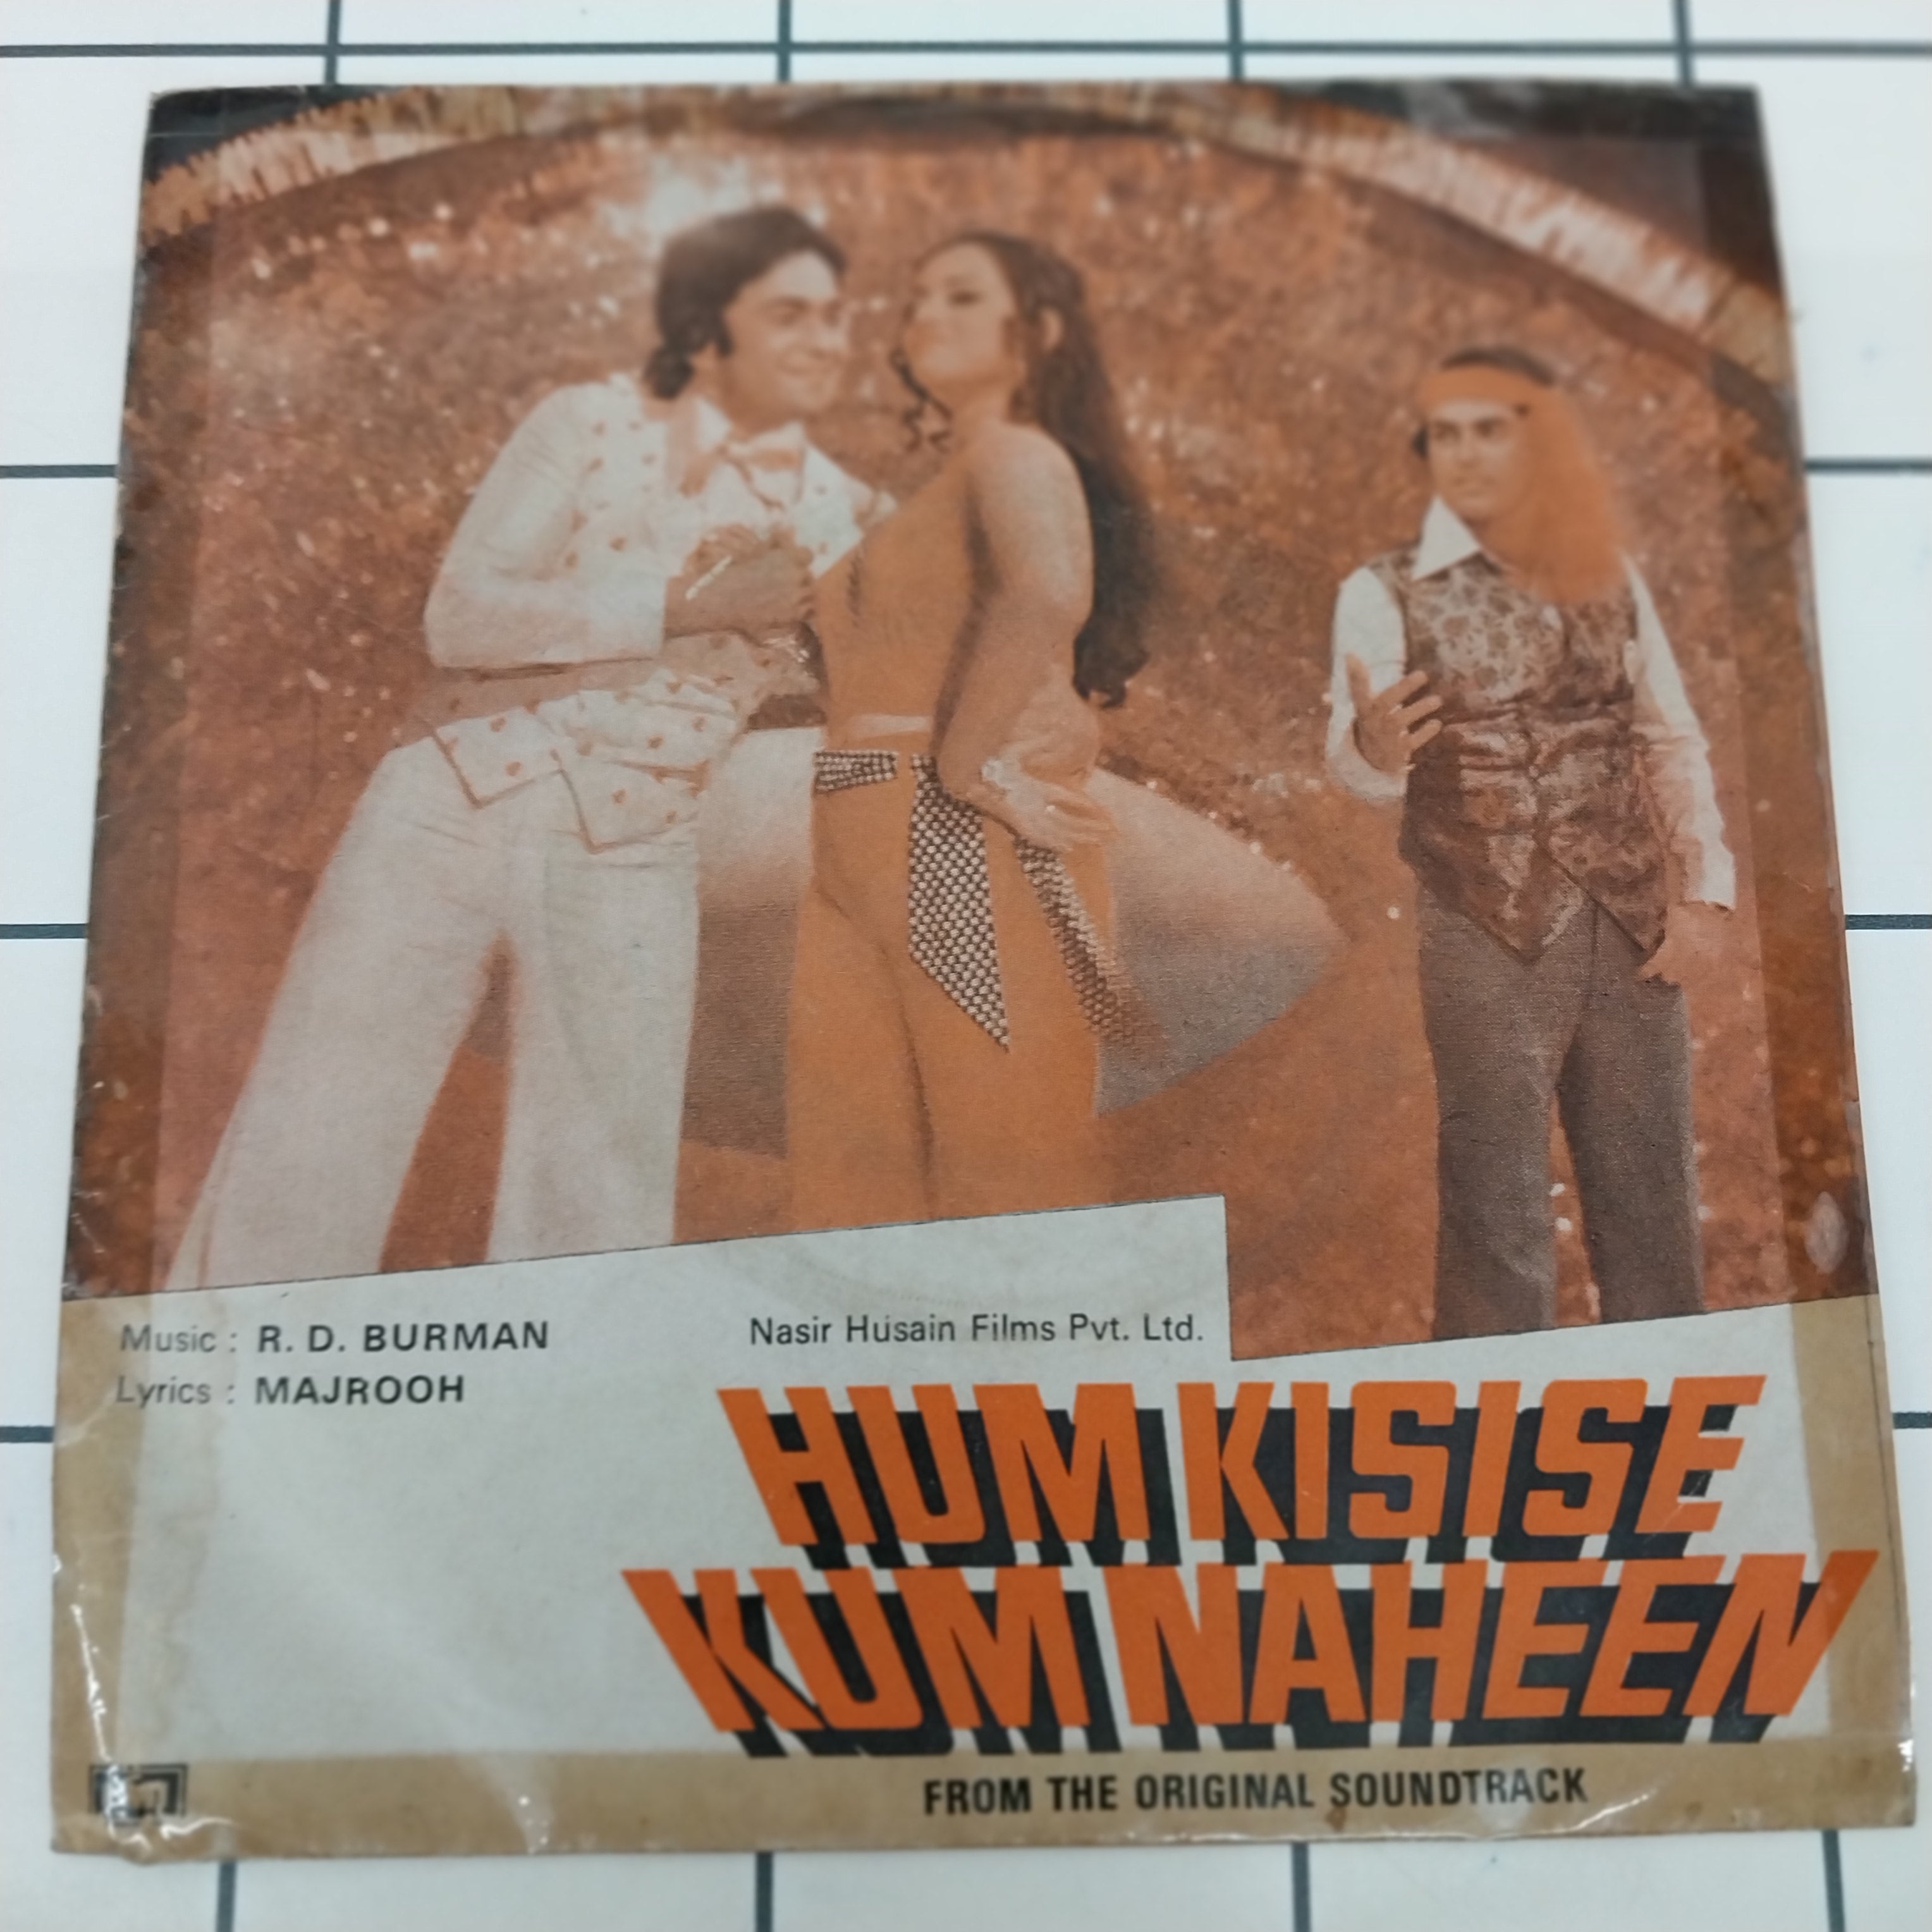 Music : R. D. BURMAN
Lyrics : MAJROOH
Nasir Husain Films Pvt. Ltd.
HUM KISISE
KUM NAHEEN
FROM THE ORIGINAL SOUNDTRACK